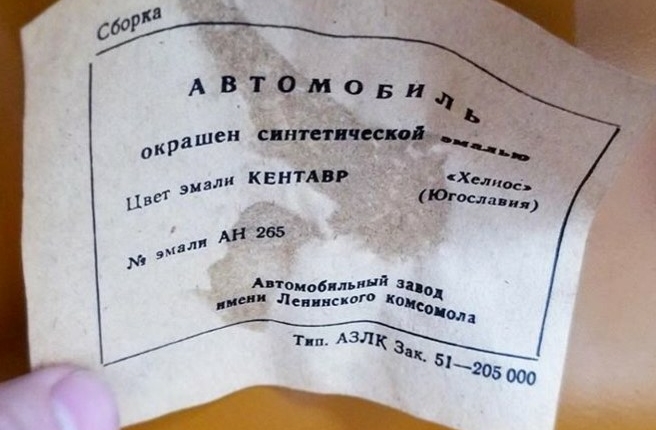 Сборка
АВТОМОБИЛЬ
окрашен синтетической эмалью
Цвет эмали КЕНТАВР «Хелиос»
(Югославия)
№ эмали АН 265
Автомобильный завод
имени Ленинского комсомола
Тип. АЗЛК Зак. 51—205 000